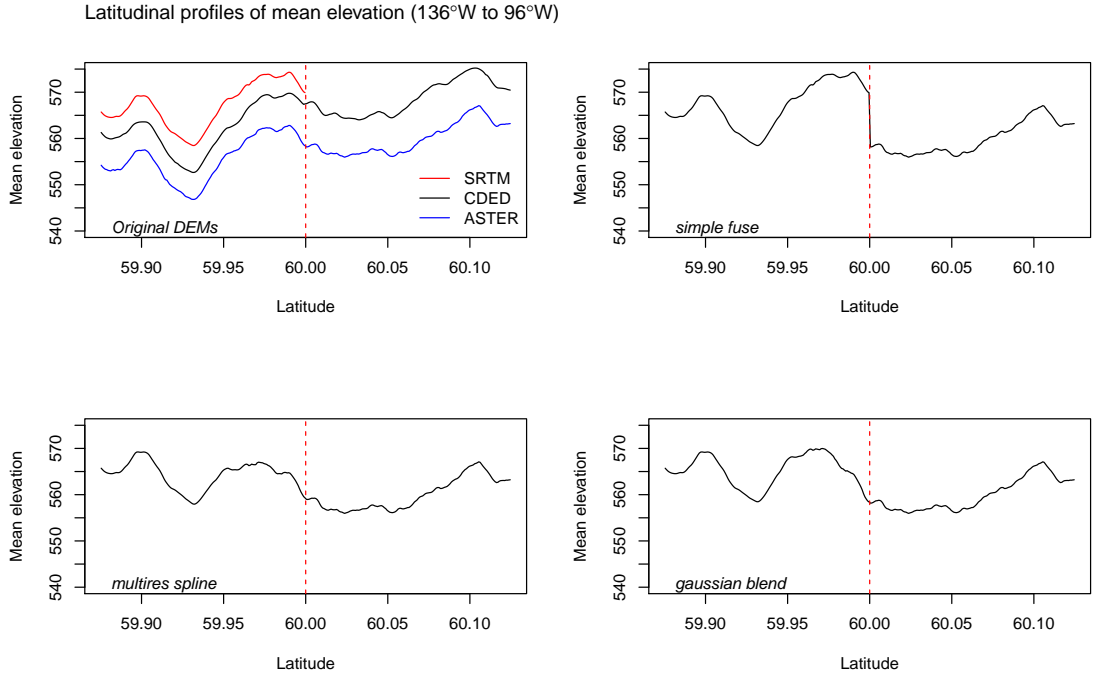 Latitudinal profiles of mean elevation (136°W to 96°W)
Mean elevation
540 550 560 570
SRTM
CDED
ASTER
Original DEMs
59.90 59.95 60.00 60.05 60.10
Latitude
Mean elevation
540 550 560 570
simple fuse
59.90 59.95 60.00 60.05 60.10
Latitude
Mean elevation
540 550 560 570
multires spline
59.90 59.95 60.00 60.05 60.10
Latitude
Mean elevation
540 550 560 570
gaussian blend
59.90 59.95 60.00 60.05 60.10
Latitude